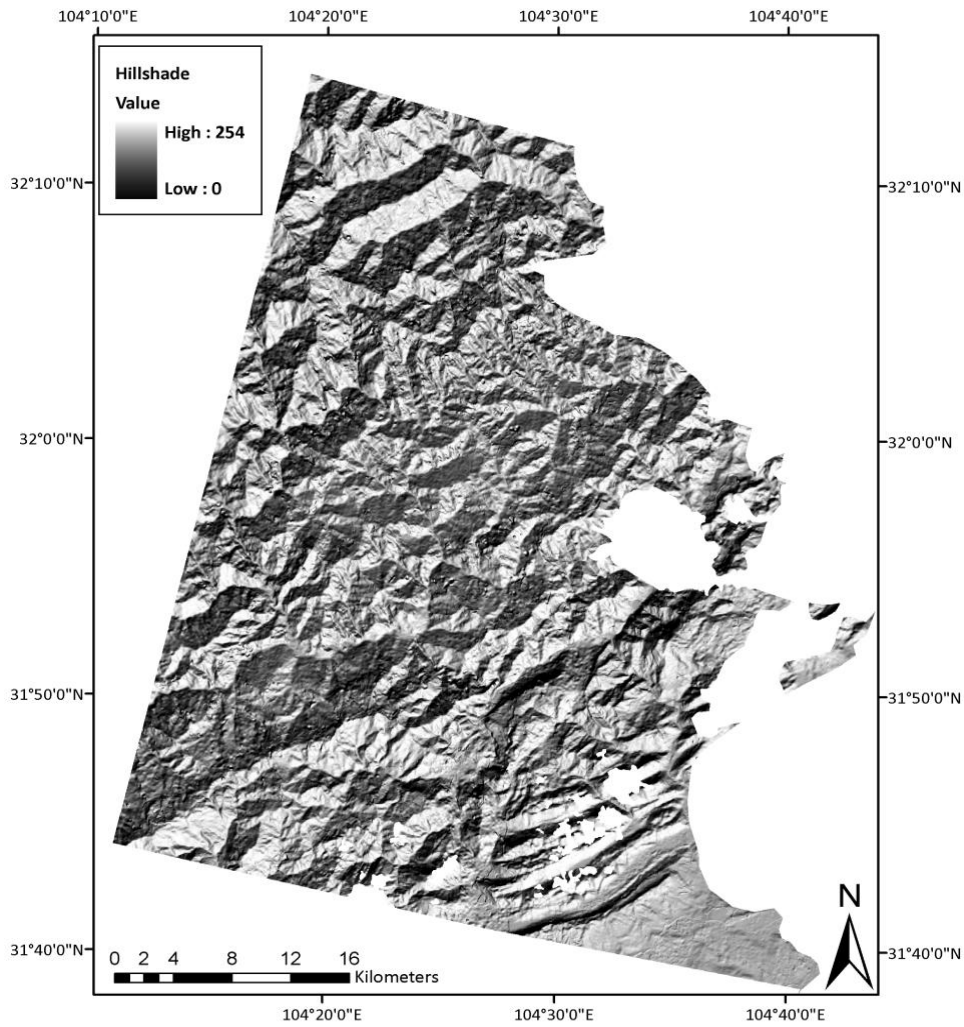 104°10'0"E 104°20'0"E 104°30'0"E 104°40'0"E
Hillshade
Value
High : 254
Low : 0
32°10'0"N 32°10'0"N
32°0'0"N 32°0'0"N
31°50'0"N 31°50'0"N
N
31°40'0"N 31°40'0"N
0 2 4 8 12 16
Kilometers
104°20'0"E 104°30'0"E 104°40'0"E